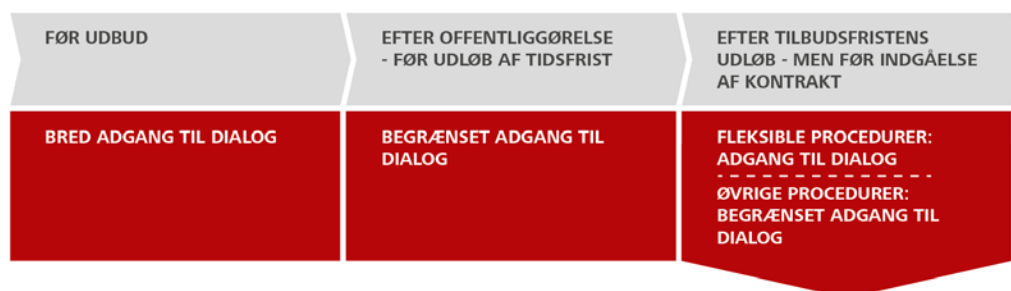 FØR UDBUD
EFTER OFFENTLIGGØRELSE
- FØR UDLØB AF TIDSFRIST
EFTER TILBUDSFRISTENS
UDLØB - MEN FØR INDGÅELSE
AF KONTRAKT
BRED ADGANG TIL DIALOG
BEGRÆNSET ADGANG TIL
DIALOG
FLEKSIBLE PROCEDURER:
ADGANG TIL DIALOG
ØVRIGE PROCEDURER:
BEGRÆNSET ADGANG TIL
DIALOG